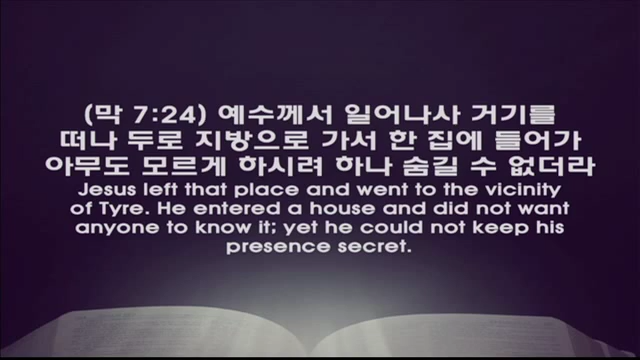 (막 7:24) 예수께서 일어나사 거기를
떠나 두로 지방으로 가서 한 집에 들어가
아무도 모르게 하시려 하나 숨길 수 없더라
Jesus left that place and went to the vicinity
of Tyre. He entered a house and did not want
anyone to know it; yet he could not keep his
presence secret.